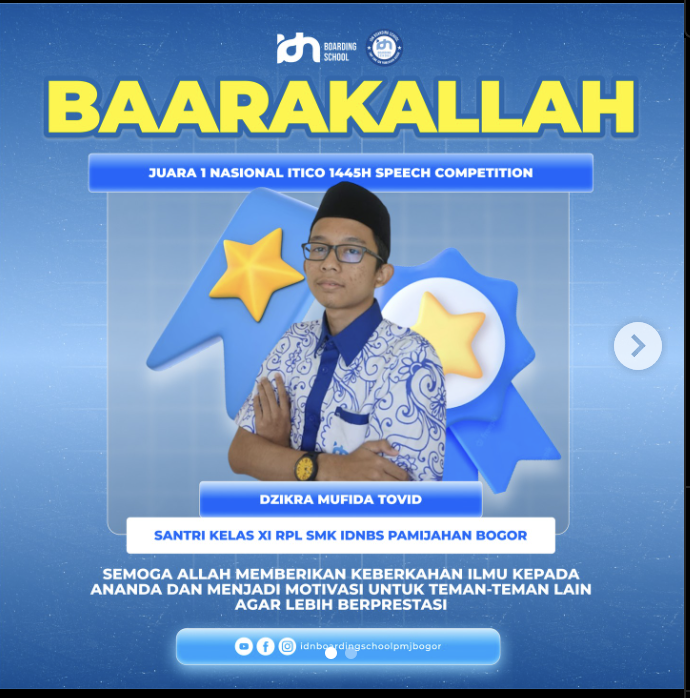 idn BOARDING
SCHOOL
BAARAKALLAH
JUARA 1 NASIONAL ITICO 1445H SPEECH COMPETITION
DZIKRA MUFIDA TOVID
SANTRI KELAS XI RPL SMK IDNBS PAMIJAHAN BOGOR
SEMOGA ALLAH MEMBERIKAN KEBERKAHAN ILMU KEPADA
ANANDA DAN MENJADI MOTIVASI UNTUK TEMAN-TEMAN LAIN
AGAR LEBIH BERPRESTASI
idnboardingschoolpmjbogor